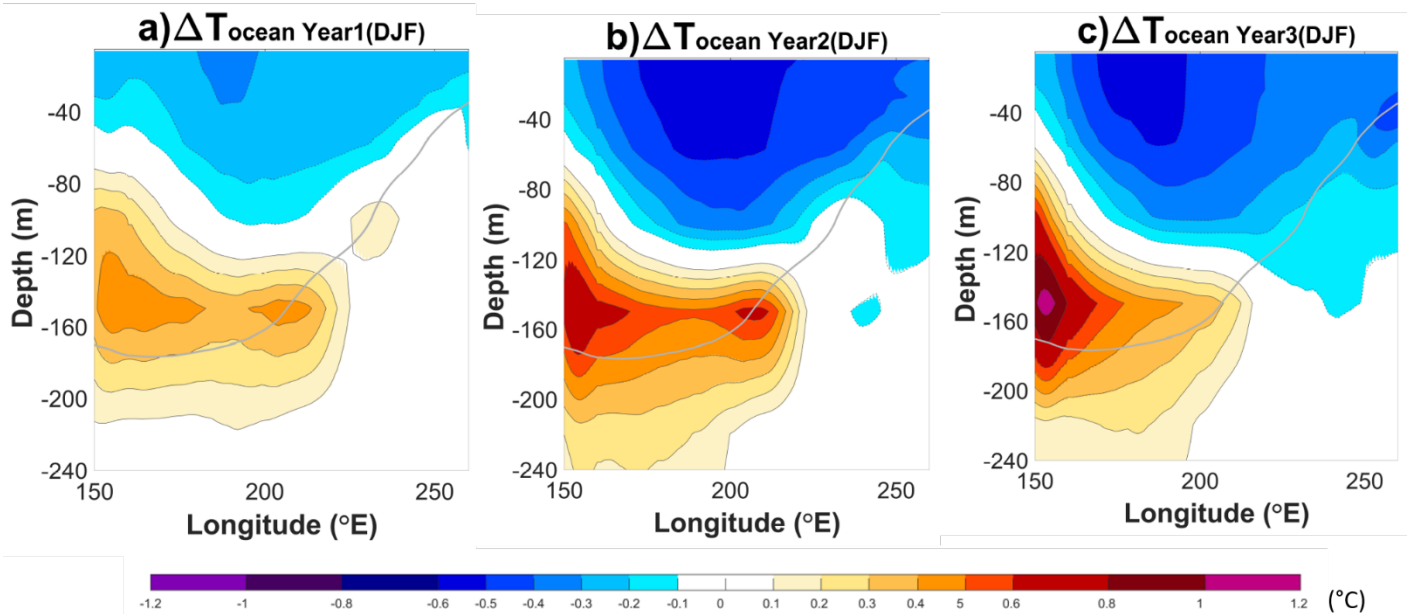 a)ΔTocean Year1(DJF)
b)ΔTocean Year2(DJF)
c)ΔTocean Year3(DJF)
Depth (m)
-40
-80
-120
-160
-200
-240
150
200
250
Longitude (°E)
Depth (m)
-40
-80
-120
-160
-200
-240
150
200
250
Longitude (°E)
Depth (m)
-40
-80
-120
-160
-200
-240
150
200
250
Longitude (°E)
-1.2 -1 -0.8 -0.6 -0.5 -0.4 -0.3 -0.2 -0.1 0 0.1 0.2 0.3 0.4 5 0.6 0.8 1 1.2 (°C)